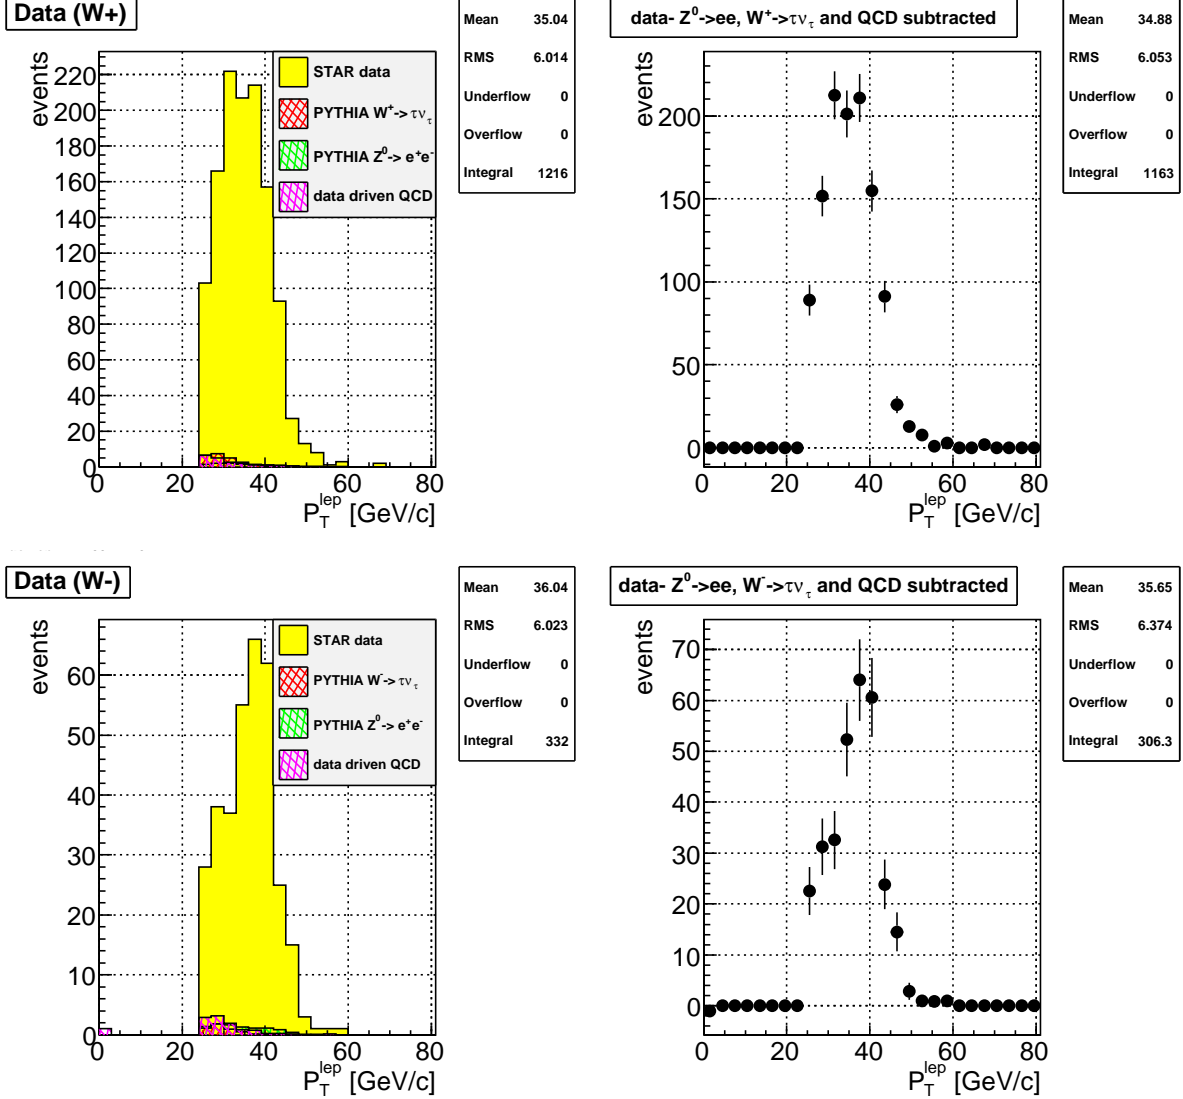 Data (W+)
Mean 35.04
RMS 6.014
Underflow 0
Overflow 0
Integral 1216
events
220
200
180
160
140
120
100
80
60
40
20
0
STAR data
PYTHIA W⁺-> τν_τ
PYTHIA Z⁰-> e⁺e⁻
data driven QCD
0 20 40 60 80
P_T^lep [GeV/c]
data- Z⁰->ee, W⁺->τν_τ and QCD subtracted
Mean 34.88
RMS 6.053
Underflow 0
Overflow 0
Integral 1163
events
200
150
100
50
0
0 20 40 60 80
P_T^lep [GeV/c]
Data (W-)
Mean 36.04
RMS 6.023
Underflow 0
Overflow 0
Integral 332
events
60
50
40
30
20
10
0
STAR data
PYTHIA W⁻-> τν_τ
PYTHIA Z⁰-> e⁺e⁻
data driven QCD
0 20 40 60 80
P_T^lep [GeV/c]
data- Z⁰->ee, W⁻->τν_τ and QCD subtracted
Mean 35.65
RMS 6.374
Underflow 0
Overflow 0
Integral 306.3
events
70
60
50
40
30
20
10
0
0 20 40 60 80
P_T^lep [GeV/c]